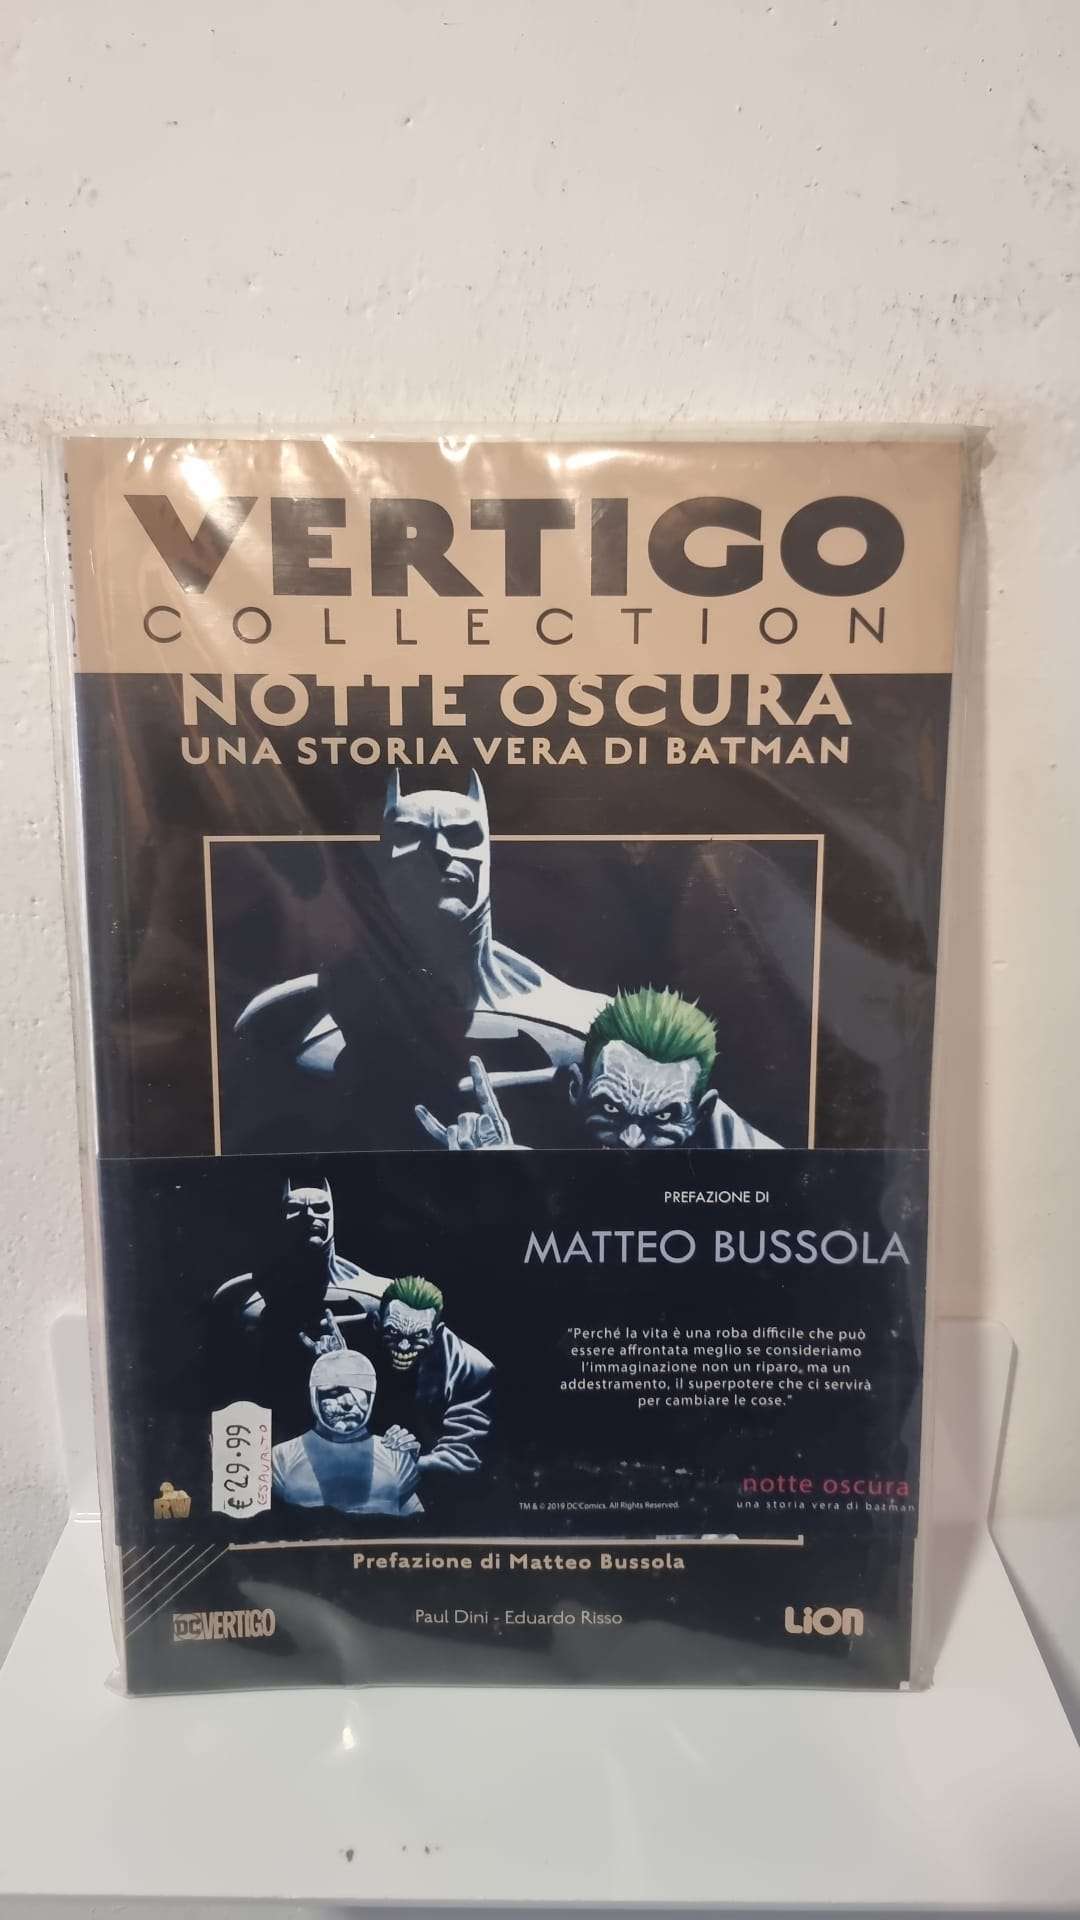 VERTIGO
COLLECTION
NOTTE OSCURA
UNA STORIA VERA DI BATMAN
PREFAZIONE DI
MATTEO BUSSOLA
"Perché la vita è una roba difficile che può
essere affrontata meglio se consideriamo
l'immaginazione non un riparo, ma un
addestramento, il superpotere che ci servirà
per cambiare le cose."
€29.99
ESAURITO
RW
TM & © 2019 DC Comics. All Rights Reserved.
notte oscura
una storia vera di batman
Prefazione di Matteo Bussola
Paul Dini - Eduardo Risso
DC VERTIGO
LION